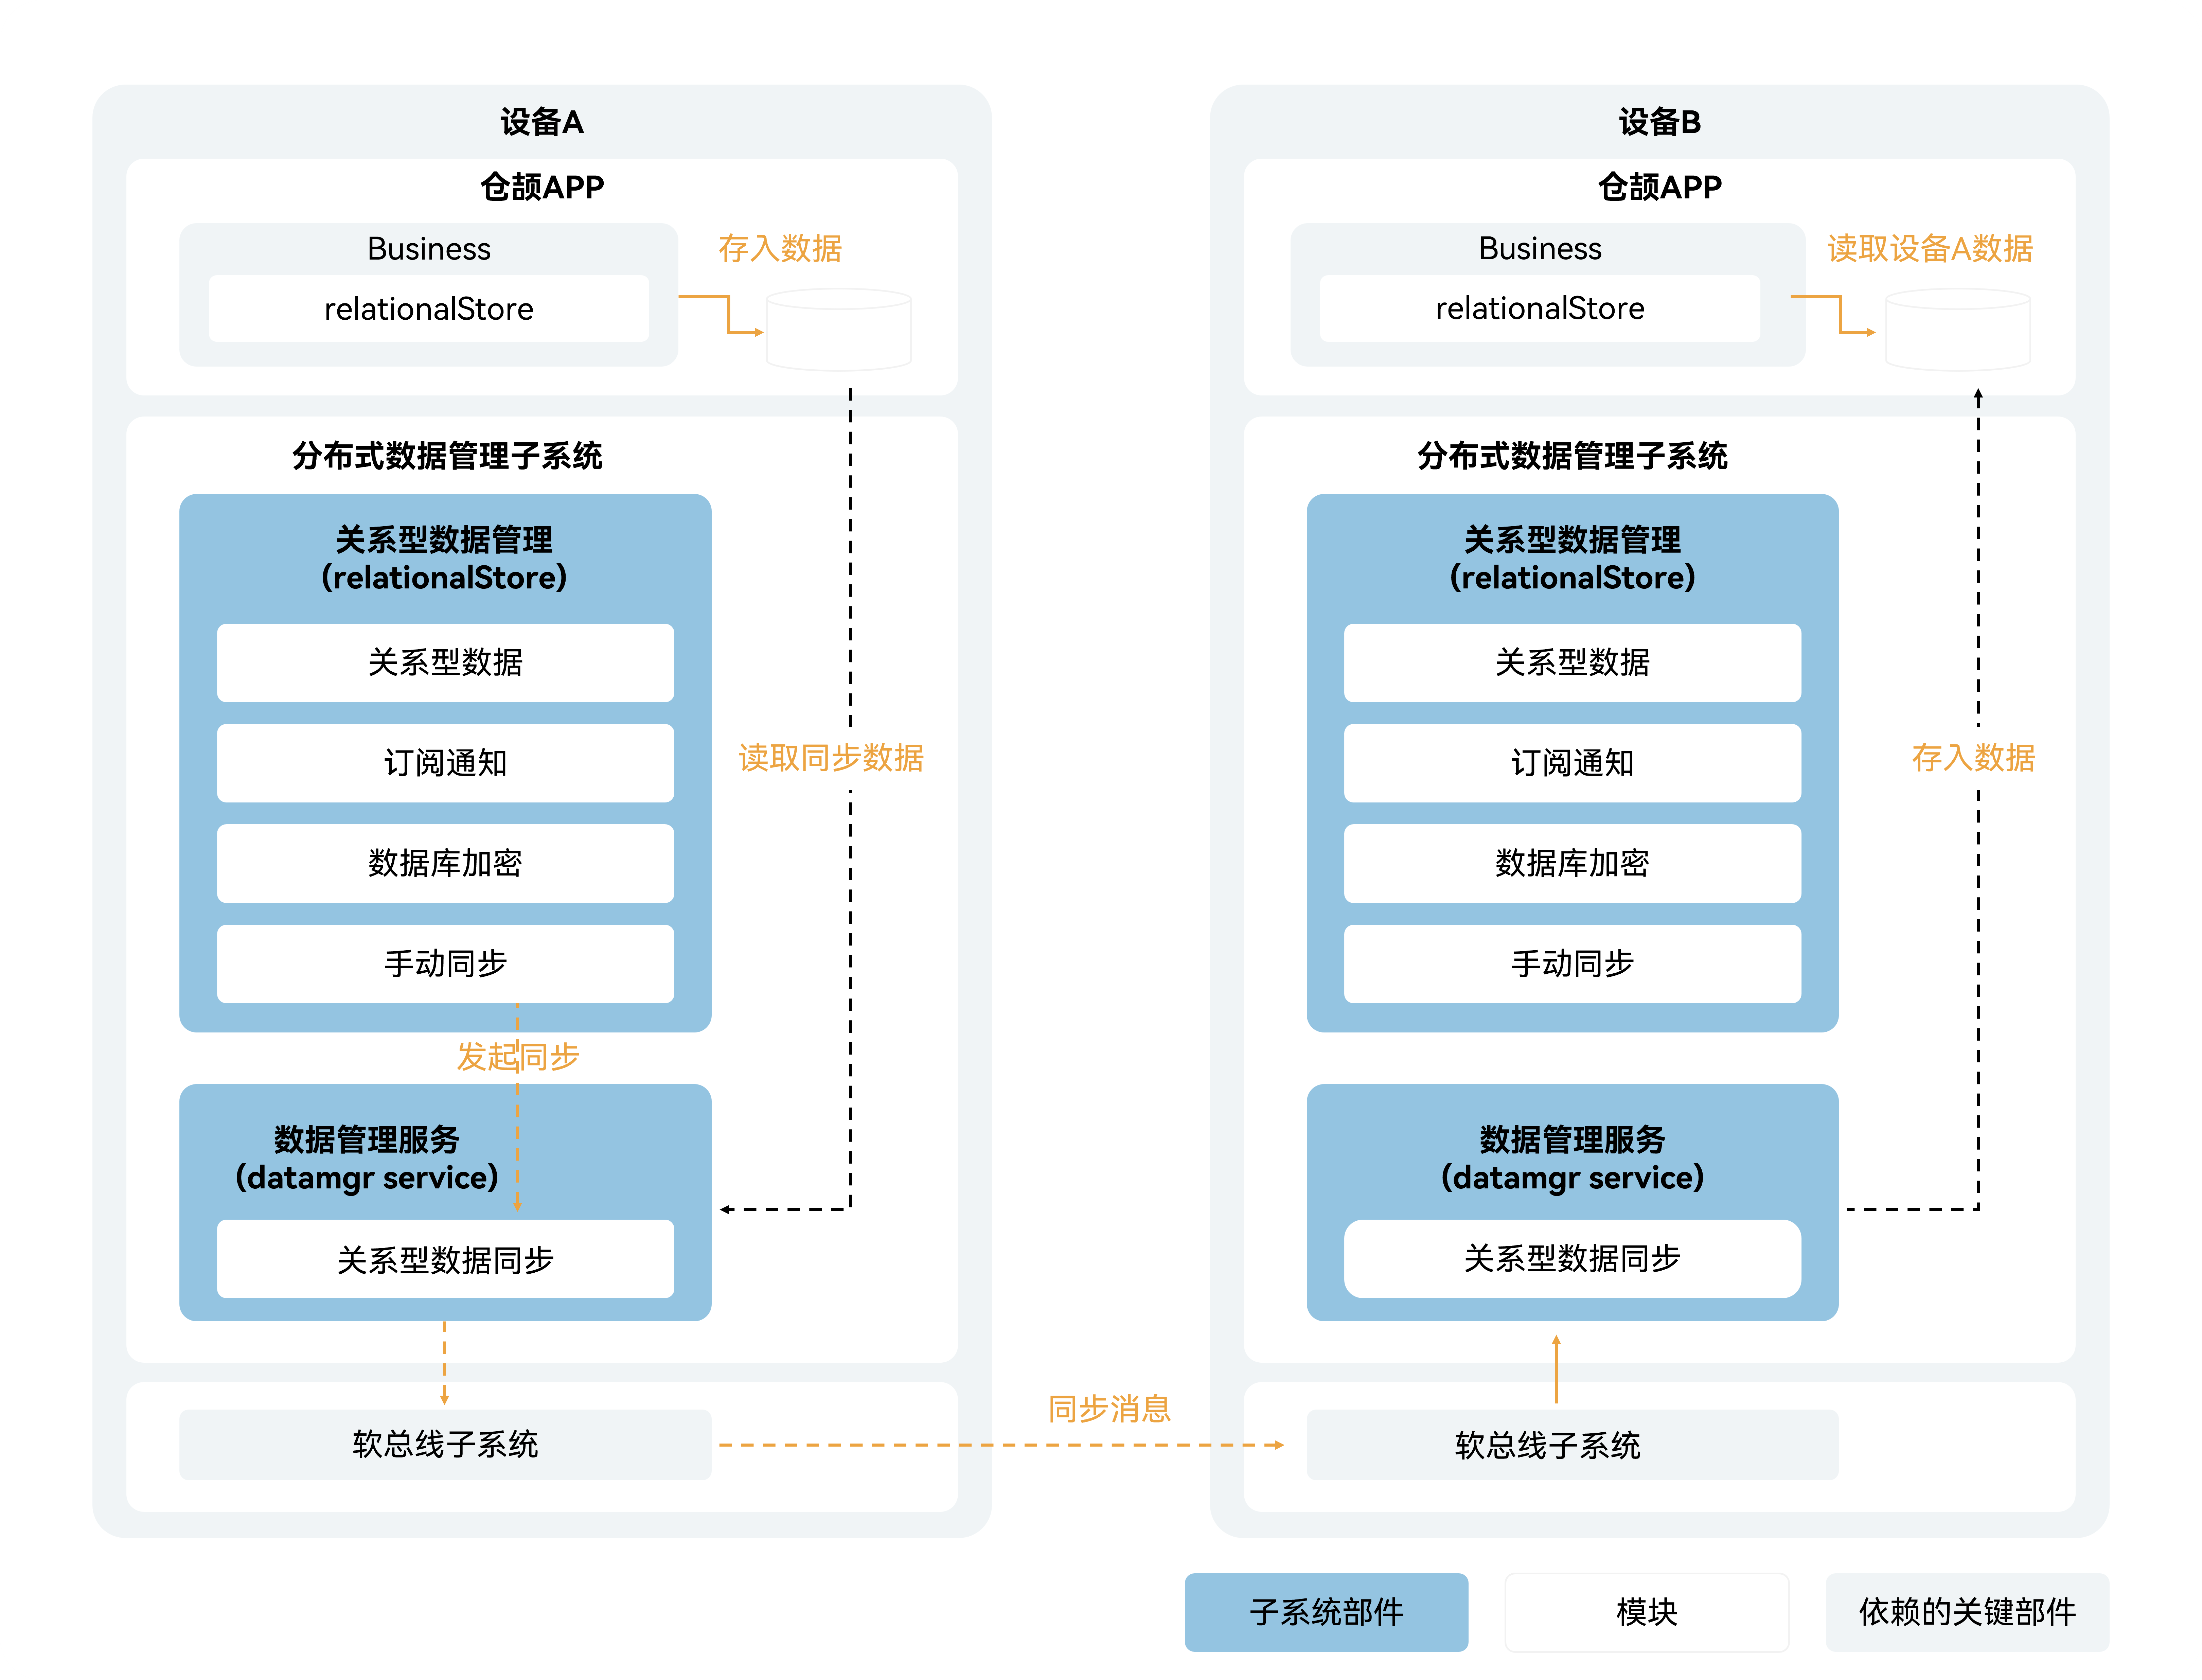 设备A
仓颉APP
Business
relationalStore
存入数据
分布式数据管理子系统
关系型数据管理
(relationalStore)
关系型数据
订阅通知
数据库加密
手动同步
读取同步数据
发起同步
数据管理服务
(datamgr service)
关系型数据同步
软总线子系统
同步消息
设备B
仓颉APP
Business
relationalStore
读取设备A数据
分布式数据管理子系统
关系型数据管理
(relationalStore)
关系型数据
订阅通知
数据库加密
手动同步
存入数据
数据管理服务
(datamgr service)
关系型数据同步
软总线子系统
子系统部件
模块
依赖的关键部件